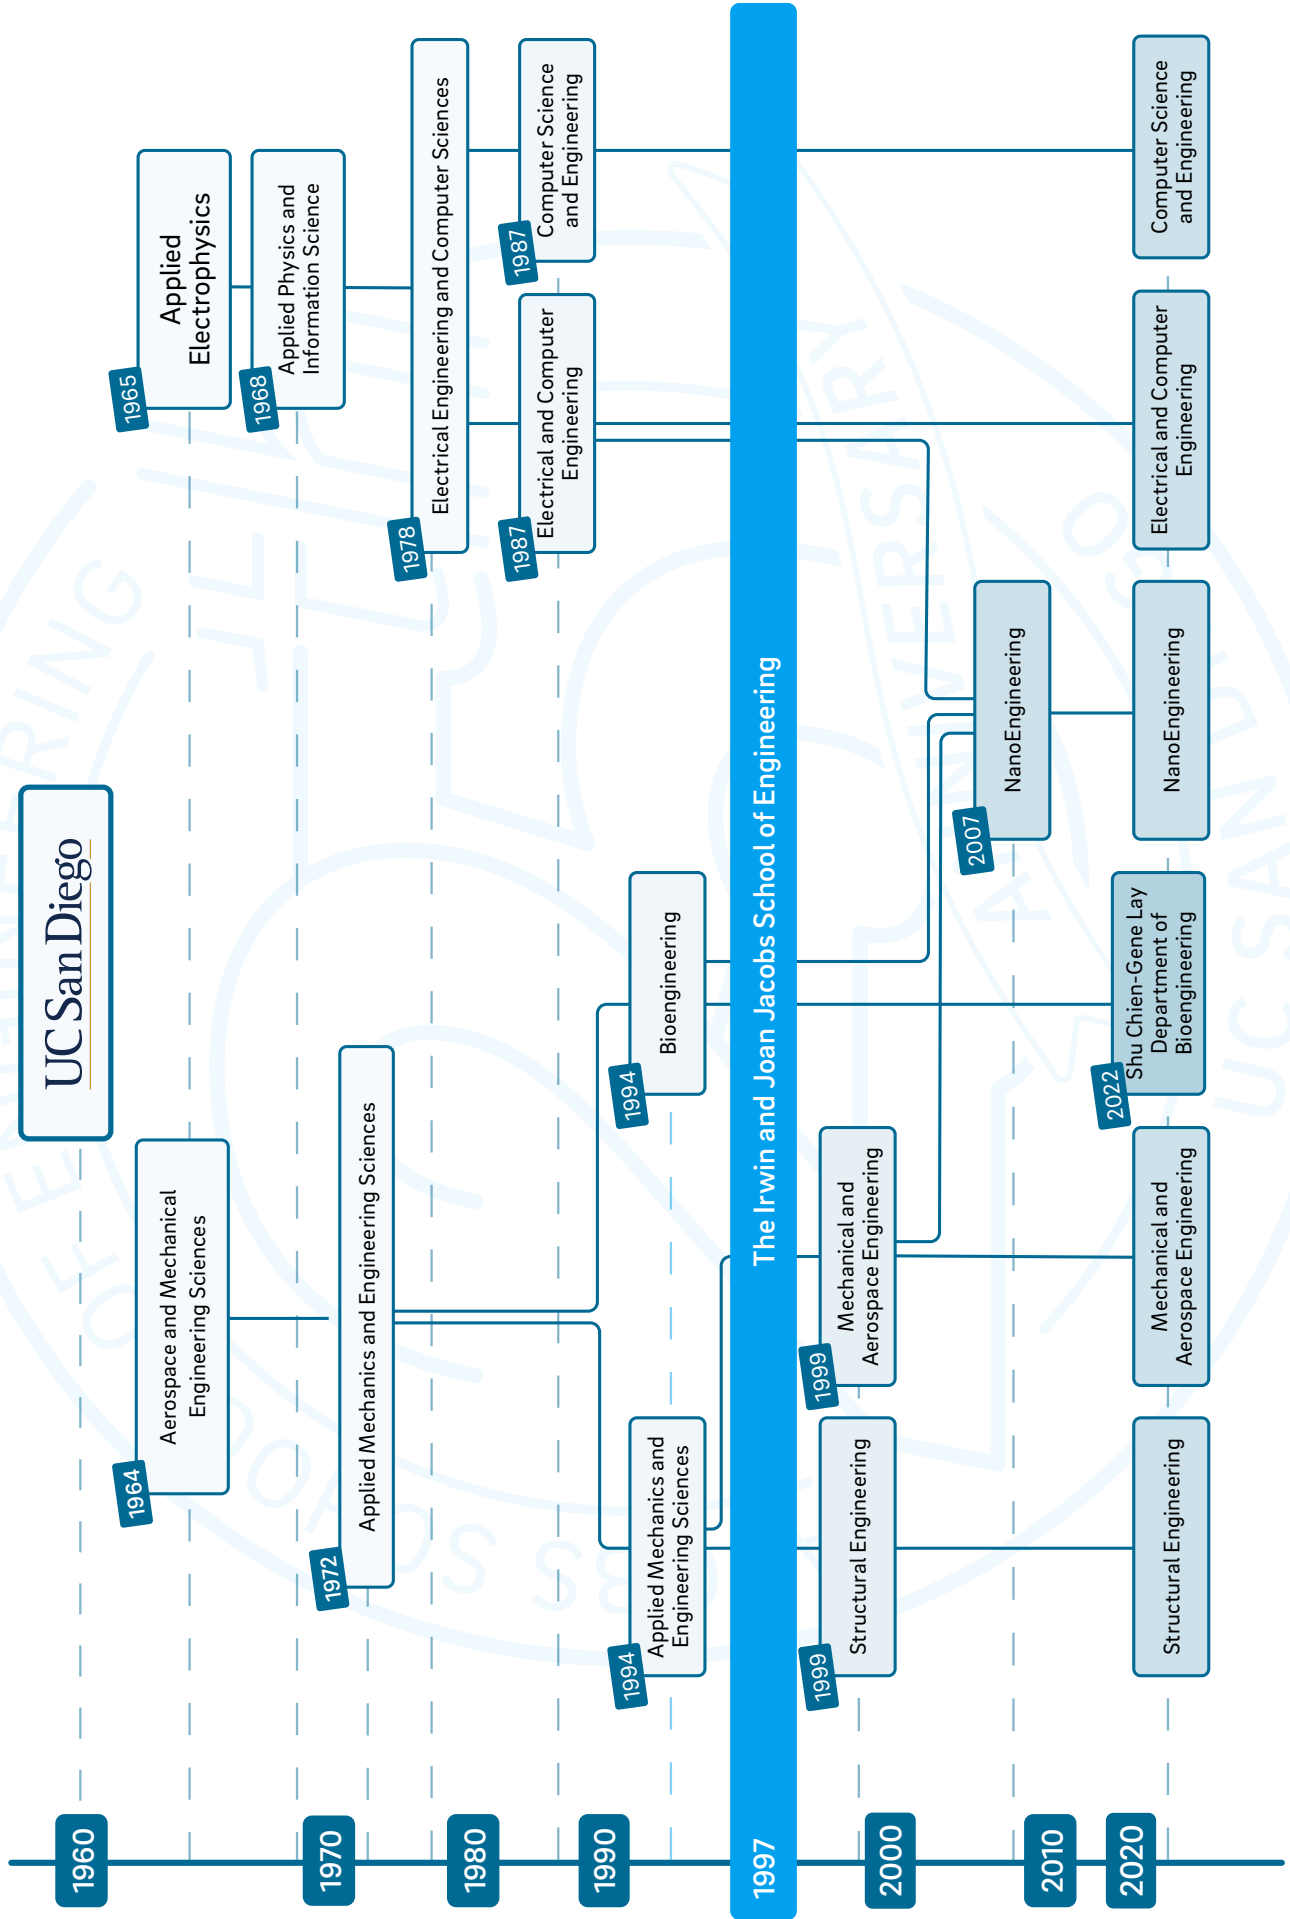 UC San Diego
1960
1964
Aerospace and Mechanical
Engineering Sciences
1965
Applied
Electrophysics
1968
Applied Physics and
Information Science
1970
1972
Applied Mechanics and Engineering Sciences
1978
Electrical Engineering and Computer Sciences
1980
1987
Electrical and Computer
Engineering
1987
Computer Science
and Engineering
1990
1994
Applied Mechanics and
Engineering Sciences
1994
Bioengineering
1997
The Irwin and Joan Jacobs School of Engineering
1999
Structural Engineering
1999
Mechanical and
Aerospace Engineering
2000
2007
NanoEngineering
2010
2020
Structural Engineering
Mechanical and
Aerospace Engineering
2022
Shu Chien-Gene Lay
Department of
Bioengineering
NanoEngineering
Electrical and Computer
Engineering
Computer Science
and Engineering